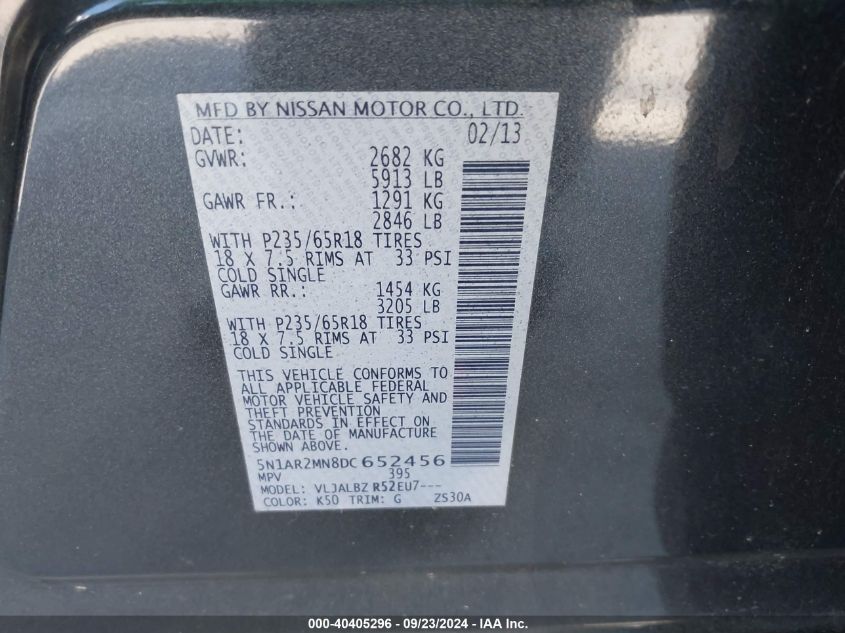 MFD BY NISSAN MOTOR CO., LTD.
DATE: 02/13
GVWR: 2682 KG
5913 LB
GAWR FR.: 1291 KG
2846 LB
WITH P235/65R18 TIRES
18 X 7.5 RIMS AT 33 PSI
COLD SINGLE
GAWR RR.: 1454 KG
3205 LB
WITH P235/65R18 TIRES
18 X 7.5 RIMS AT 33 PSI
COLD SINGLE
THIS VEHICLE CONFORMS TO
ALL APPLICABLE FEDERAL
MOTOR VEHICLE SAFETY AND
THEFT PREVENTION
STANDARDS IN EFFECT ON
THE DATE OF MANUFACTURE
SHOWN ABOVE.
5N1AR2MN8DC652456
MPV 395
MODEL: VLJALBZ R52EU7---
COLOR: K50 TRIM: G ZS30A
000-40405296 - 09/23/2024 - IAA Inc.